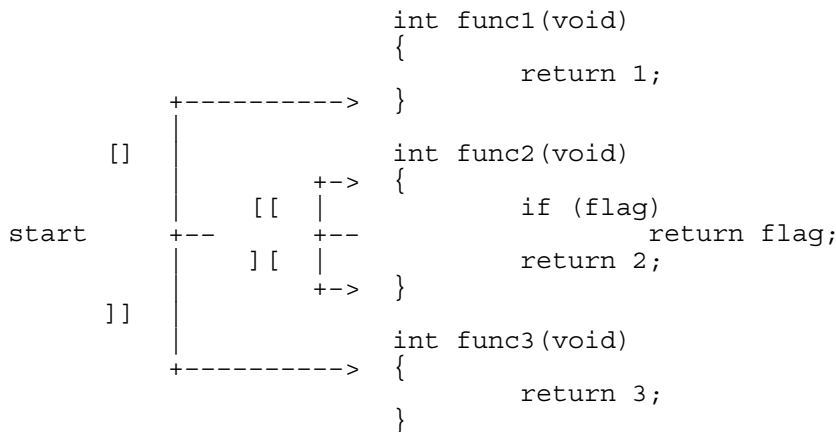 int func1(void)
{
return 1;
+----------> }
|
[] | int func2(void)
| +-> {
| [[ | if (flag)
start +-- +-- return flag;
| ][ | return 2;
| +-> }
]] |
| int func3(void)
+----------> {
return 3;
}